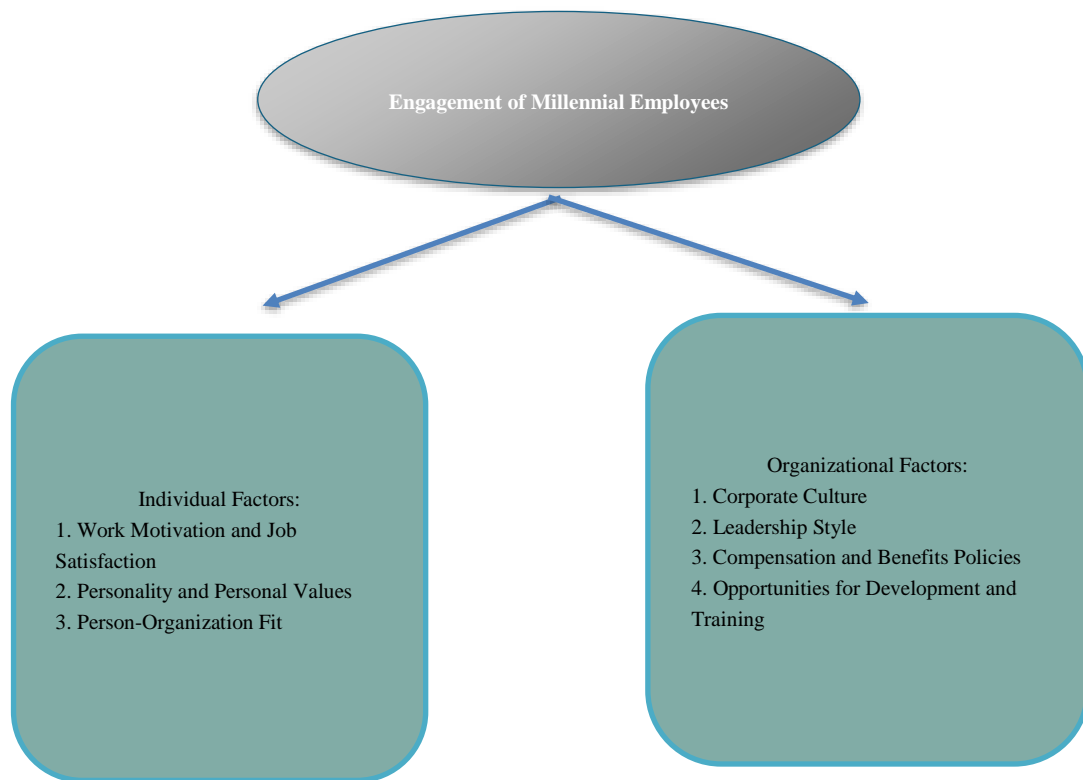 Engagement of Millennial Employees
Individual Factors:
1. Work Motivation and Job
Satisfaction
2. Personality and Personal Values
3. Person-Organization Fit
Organizational Factors:
1. Corporate Culture
2. Leadership Style
3. Compensation and Benefits Policies
4. Opportunities for Development and
Training